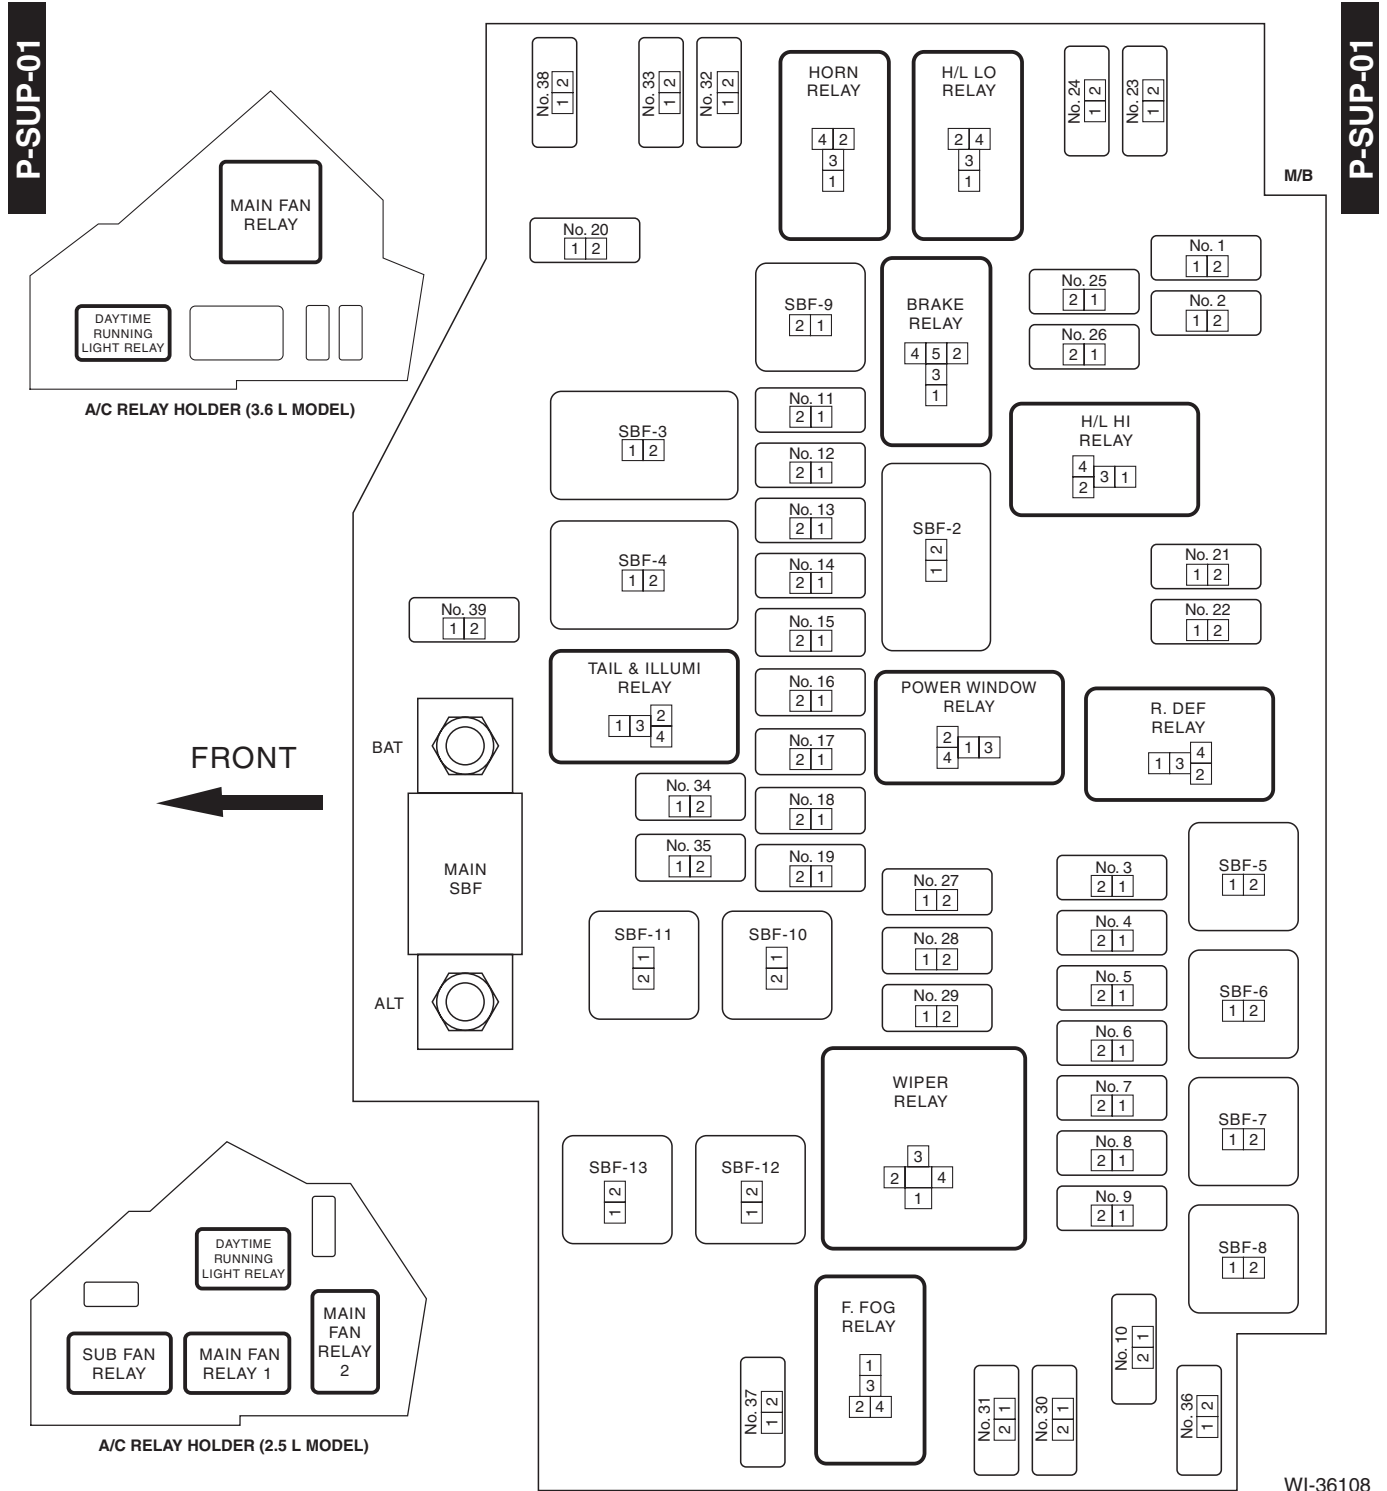 P-SUP-01
P-SUP-01
M/B
No. 38
1 2
No. 33
1 2
No. 32
1 2
HORN
RELAY
4 2
3
1
H/L LO
RELAY
2 4
3
1
No. 24
1 2
No. 23
1 2
MAIN FAN
RELAY
DAYTIME
RUNNING
LIGHT RELAY
A/C RELAY HOLDER (3.6 L MODEL)
No. 20
1 2
SBF-9
2 1
BRAKE
RELAY
4 5 2
3
1
No. 25
2 1
No. 26
2 1
No. 1
1 2
No. 2
1 2
SBF-3
1 2
SBF-4
1 2
No. 11
2 1
No. 12
2 1
No. 13
2 1
No. 14
2 1
No. 15
2 1
No. 16
2 1
No. 17
2 1
No. 18
2 1
No. 19
2 1
SBF-2
1 2
H/L HI
RELAY
4
2
3 1
No. 21
1 2
No. 22
1 2
No. 39
1 2
TAIL & ILLUMI
RELAY
1 3
2
4
POWER WINDOW
RELAY
2
4
1 3
R. DEF
RELAY
1 3
4
2
FRONT
BAT
MAIN
SBF
ALT
No. 34
1 2
No. 35
1 2
SBF-11
2 1
SBF-10
2 1
No. 27
1 2
No. 28
1 2
No. 29
1 2
No. 3
2 1
No. 4
2 1
No. 5
2 1
No. 6
2 1
No. 7
2 1
No. 8
2 1
No. 9
2 1
SBF-5
1 2
SBF-6
1 2
SBF-7
1 2
SBF-8
1 2
WIPER
RELAY
3
2 4
1
SBF-13
1 2
SBF-12
1 2
DAYTIME
RUNNING
LIGHT RELAY
SUB FAN
RELAY
MAIN FAN
RELAY 1
MAIN
FAN
RELAY
2
A/C RELAY HOLDER (2.5 L MODEL)
F. FOG
RELAY
1
3
2 4
No. 37
1 2
No. 31
2 1
No. 30
2 1
No. 10
2 1
No. 36
1 2
WI-36108